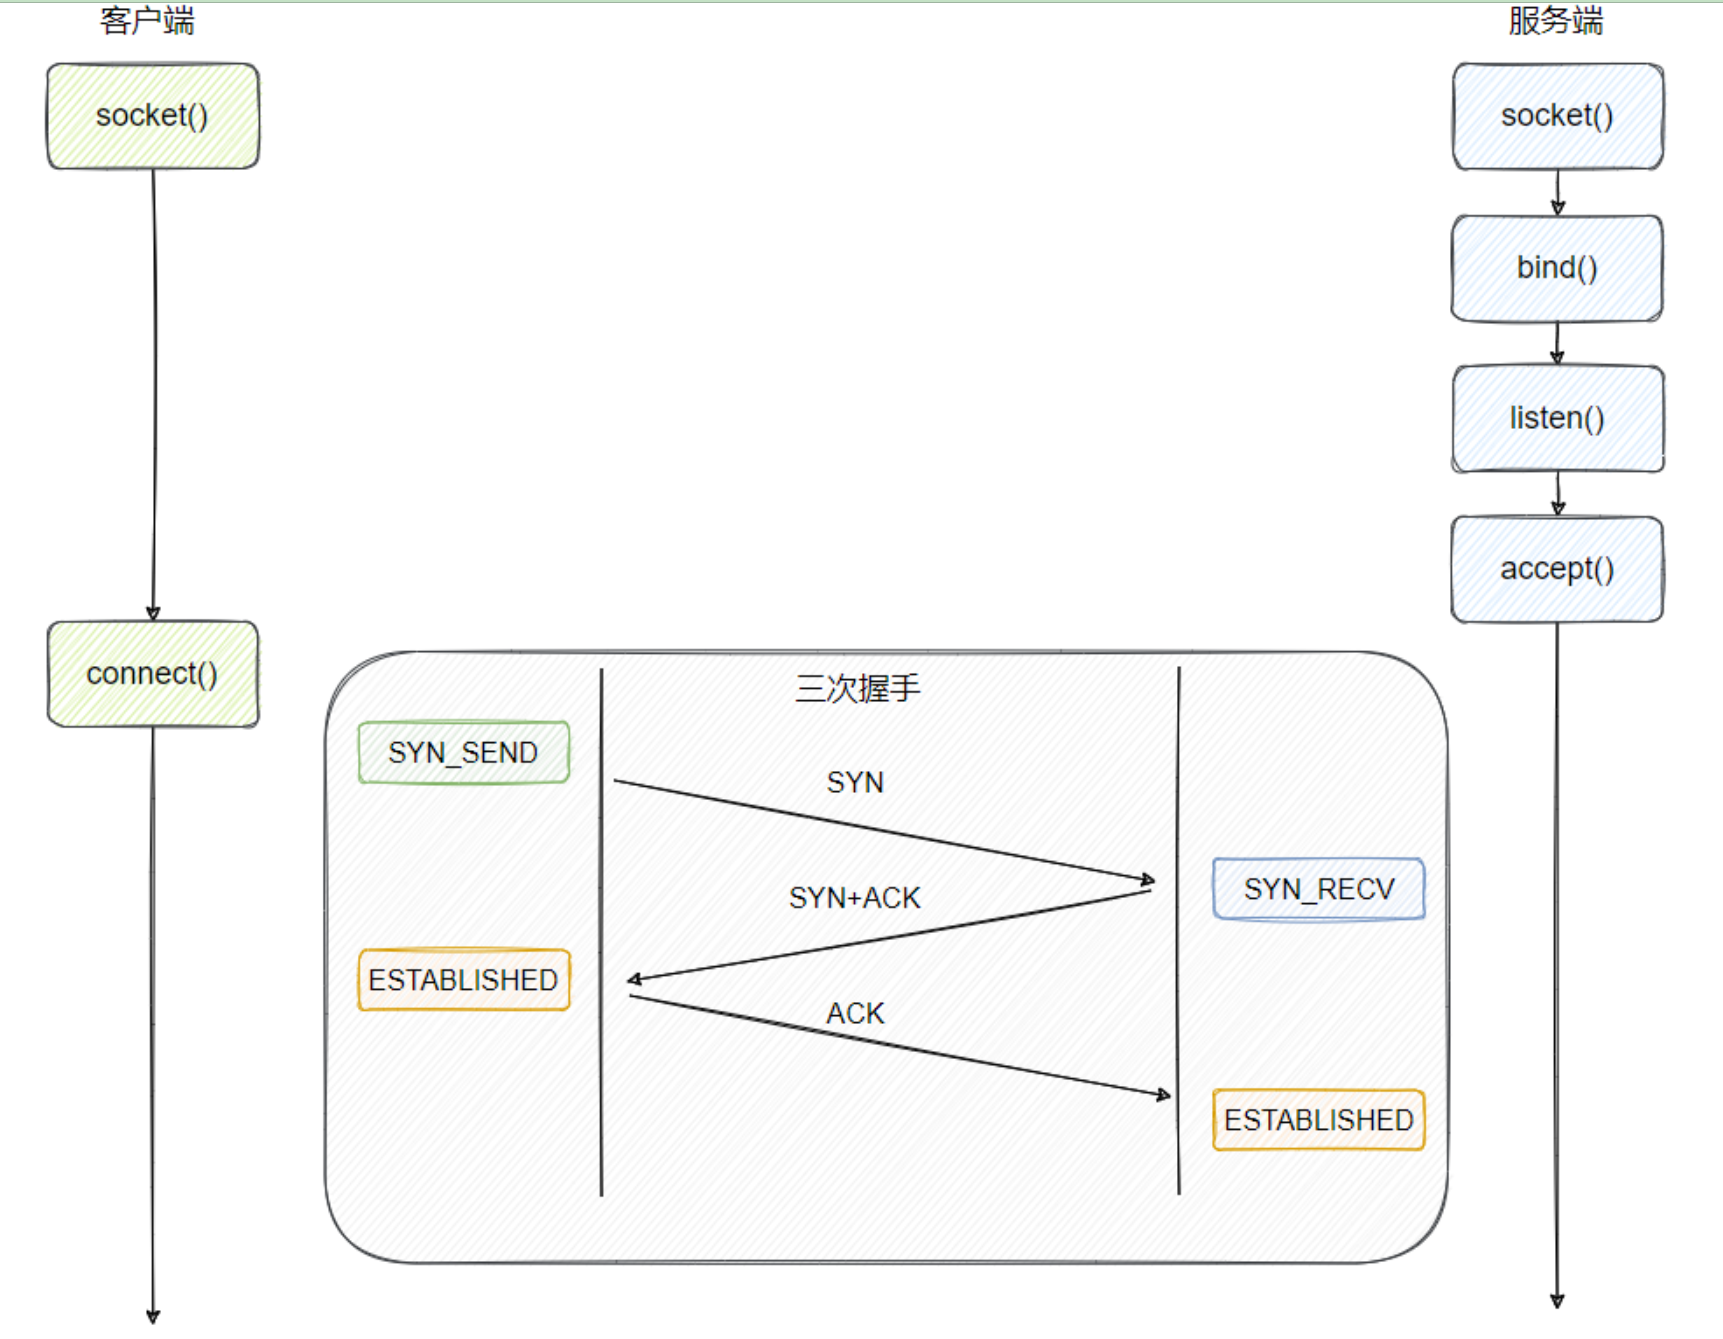 客户端
服务端
socket()
socket()
bind()
listen()
accept()
connect()
三次握手
SYN_SEND
SYN
SYN_RECV
SYN+ACK
ESTABLISHED
ACK
ESTABLISHED